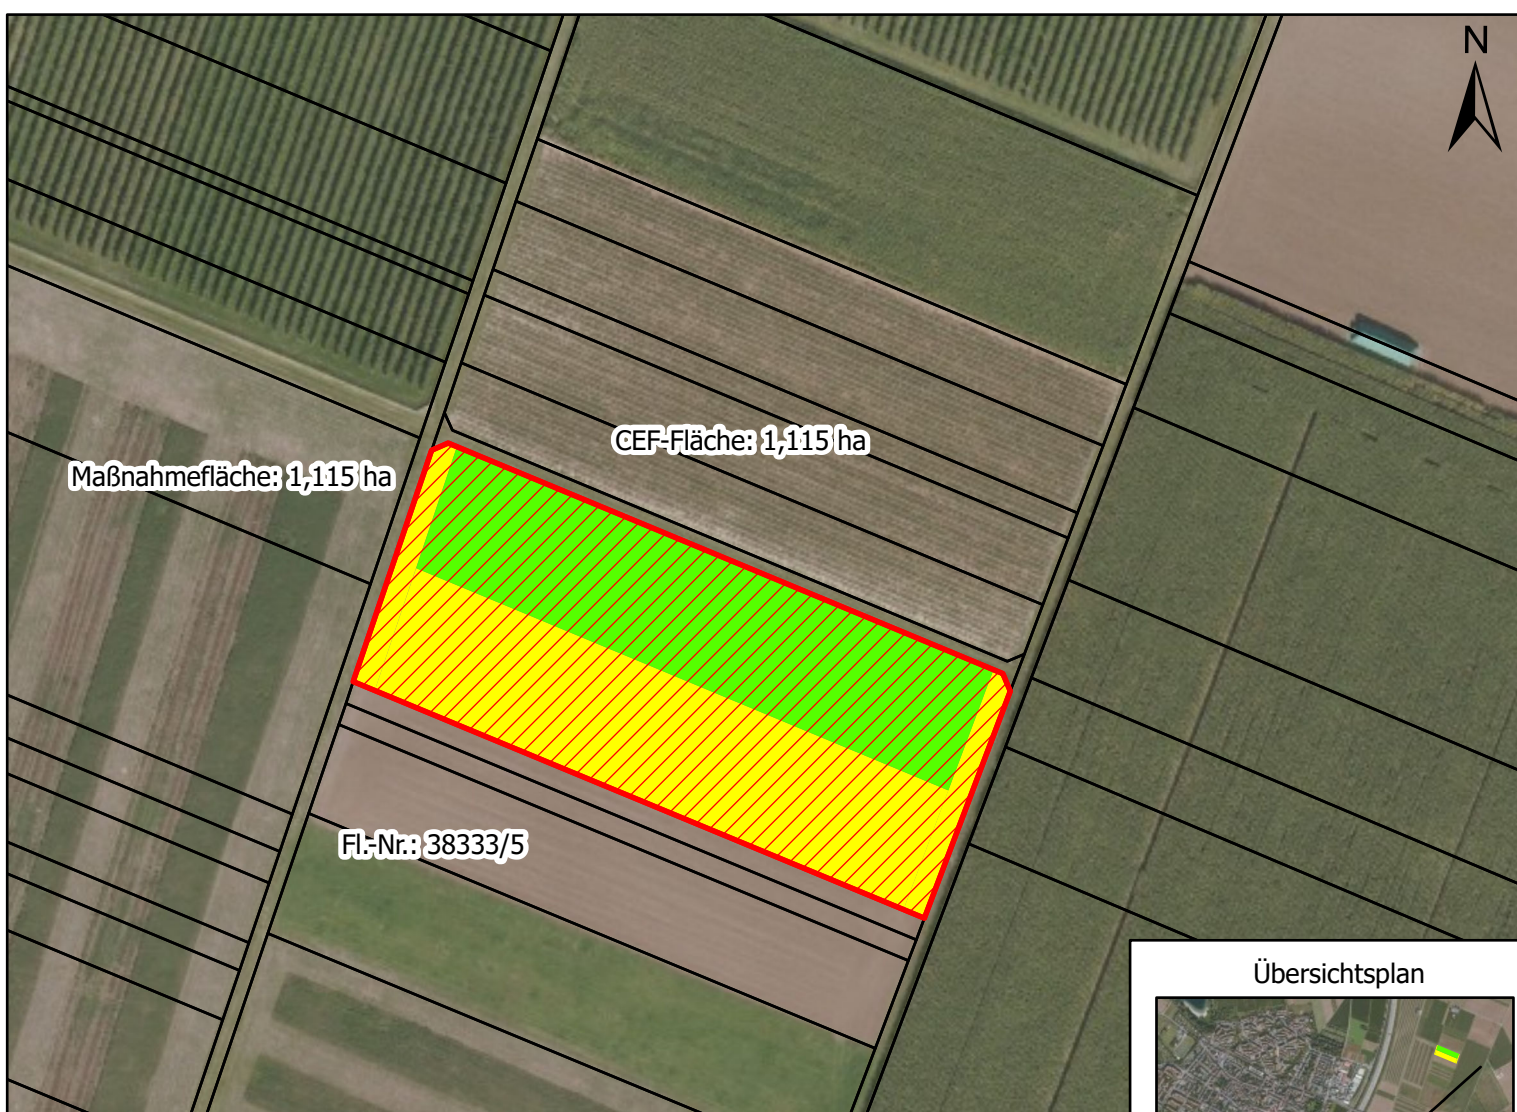 N
CEF-Fläche: 1,115 ha
Maßnahmefläche: 1,115 ha
Fl.-Nr.: 38333/5
Übersichtsplan